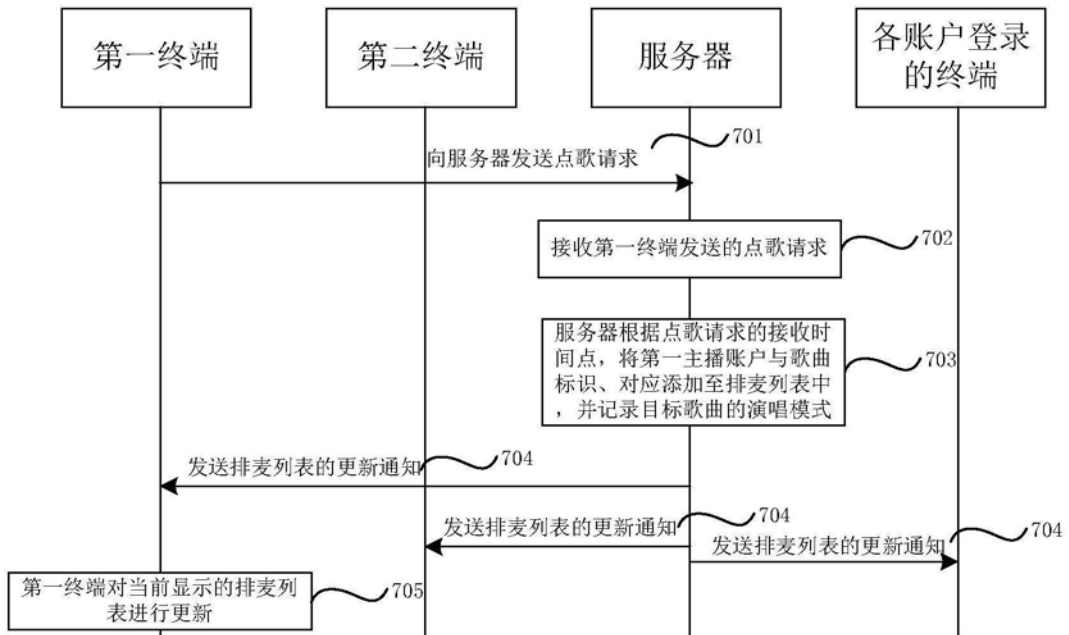 第一终端
第二终端
服务器
各账户登录
的终端
701
向服务器发送点歌请求
接收第一终端发送的点歌请求
702
服务器根据点歌请求的接收时
间点，将第一主播账户与歌曲
标识、对应添加至排麦列表中
，并记录目标歌曲的演唱模式
703
发送排麦列表的更新通知
704
发送排麦列表的更新通知
704
发送排麦列表的更新通知
704
第一终端对当前显示的排麦列
表进行更新
705